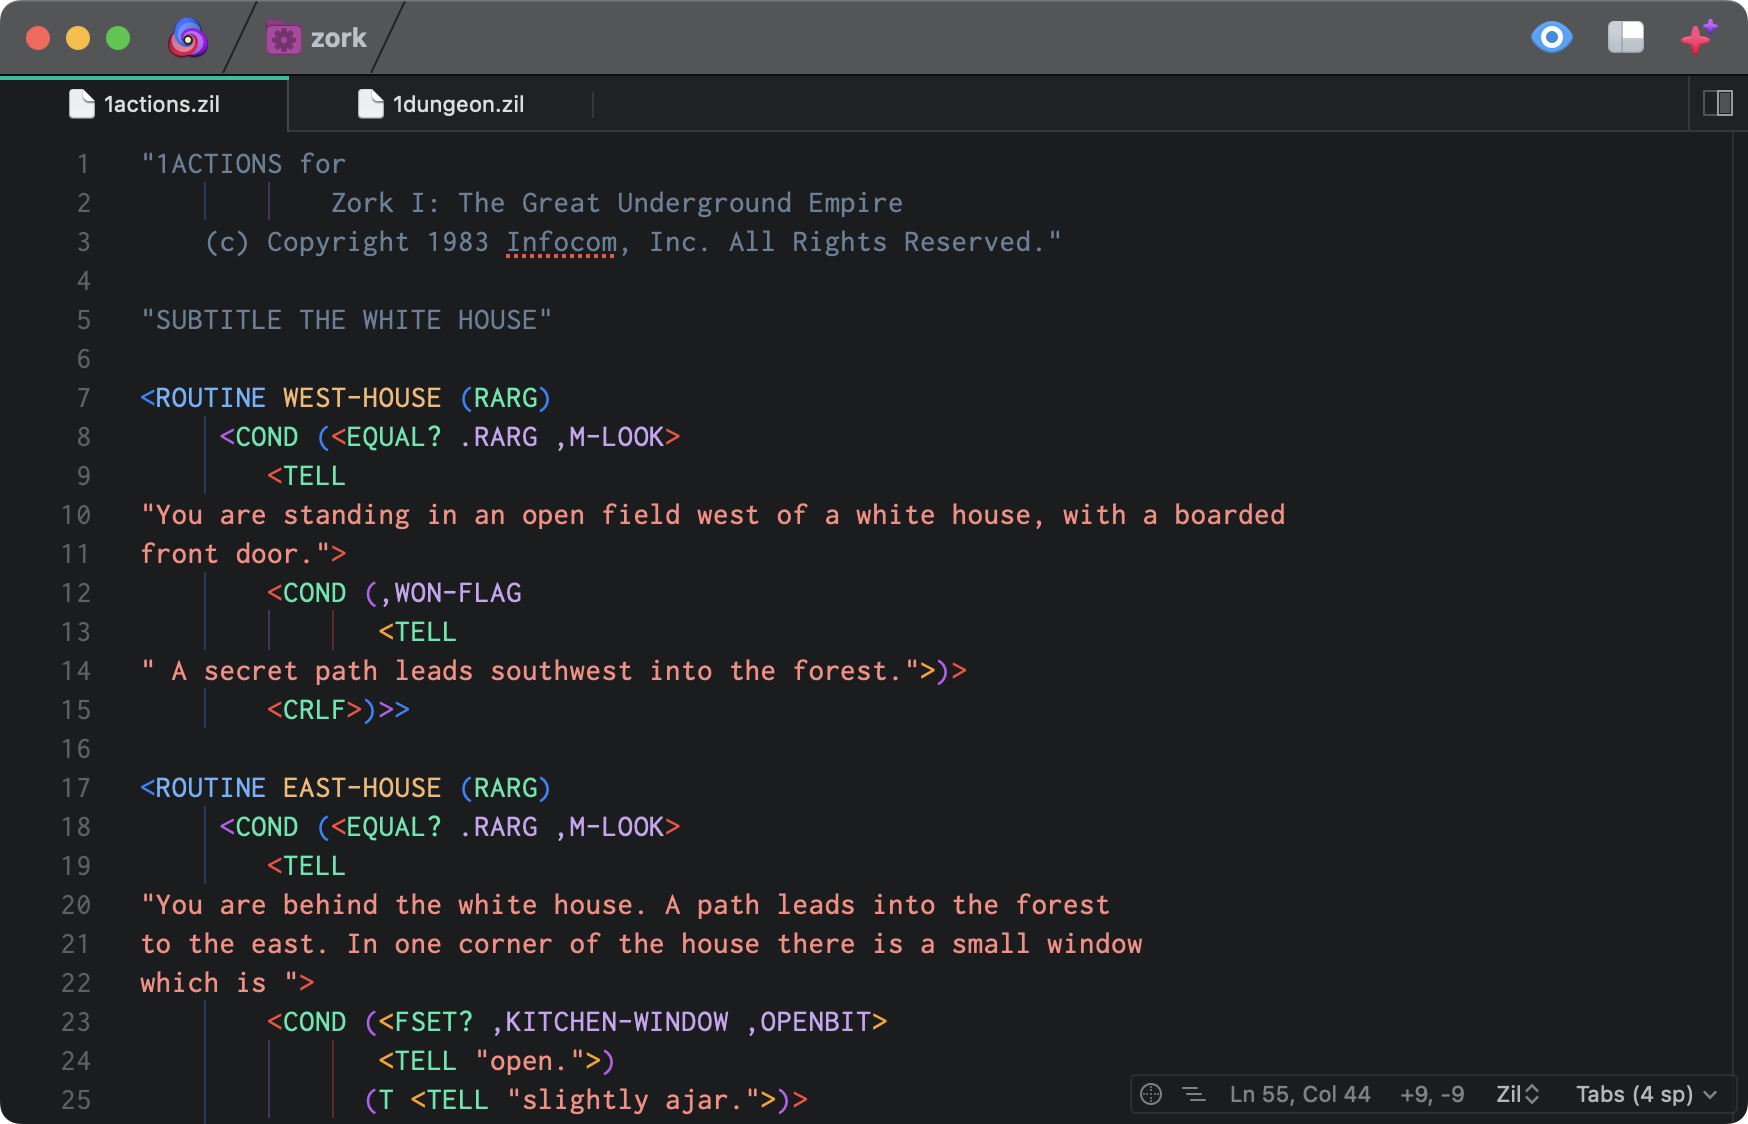 zork
1actions.zil
1dungeon.zil
1 "1ACTIONS for
2 Zork I: The Great Underground Empire
3 (c) Copyright 1983 Infocom, Inc. All Rights Reserved."
4
5 "SUBTITLE THE WHITE HOUSE"
6
7 <ROUTINE WEST-HOUSE (RARG)
8 <COND (<EQUAL? .RARG ,M-LOOK>
9 <TELL
10 "You are standing in an open field west of a white house, with a boarded
11 front door.">
12 <COND (,WON-FLAG
13 <TELL
14 " A secret path leads southwest into the forest.">)>
15 <CRLF>)>>
16
17 <ROUTINE EAST-HOUSE (RARG)
18 <COND (<EQUAL? .RARG ,M-LOOK>
19 <TELL
20 "You are behind the white house. A path leads into the forest
21 to the east. In one corner of the house there is a small window
22 which is ">
23 <COND (<FSET? ,KITCHEN-WINDOW ,OPENBIT>
24 <TELL "open.">)
25 (T <TELL "slightly ajar.">)>
Ln 55, Col 44 +9, -9 Zil Tabs (4 sp)